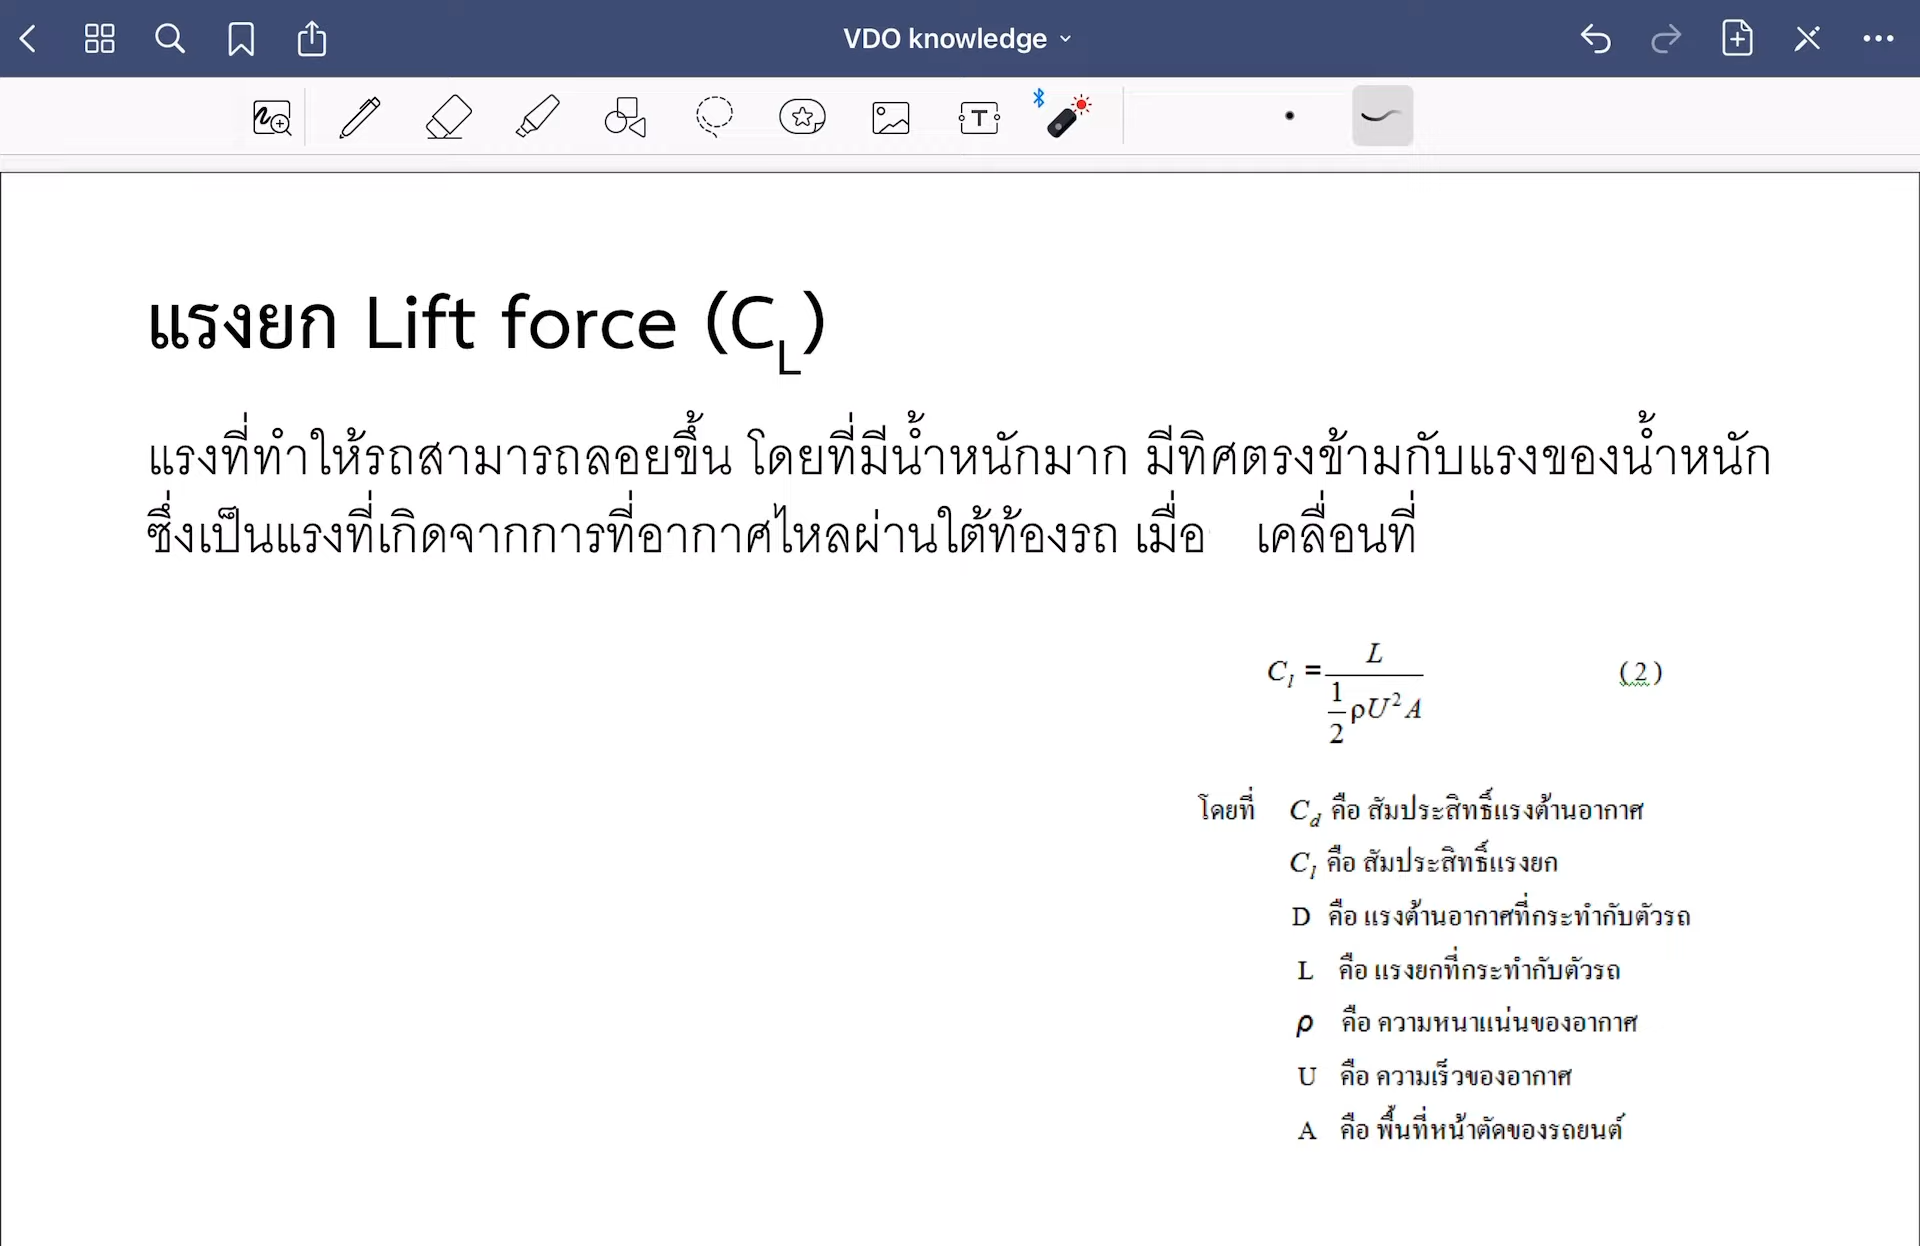 VDO knowledge
T
แรงยก Lift force (C_L)
แรงที่ทำให้รถสามารถลอยขึ้น โดยที่มีน้ำหนักมาก มีทิศตรงข้ามกับแรงของน้ำหนัก
ซึ่งเป็นแรงที่เกิดจากการที่อากาศไหลผ่านใต้ท้องรถ เมื่อ เคลื่อนที่
C_l = L / (1/2 ρU²A) (2)
โดยที่ C_d คือ สัมประสิทธิ์แรงต้านอากาศ
C_l คือ สัมประสิทธิ์แรงยก
D คือ แรงต้านอากาศที่กระทำกับตัวรถ
L คือ แรงยกที่กระทำกับตัวรถ
ρ คือ ความหนาแน่นของอากาศ
U คือ ความเร็วของอากาศ
A คือ พื้นที่หน้าตัดของรถยนต์